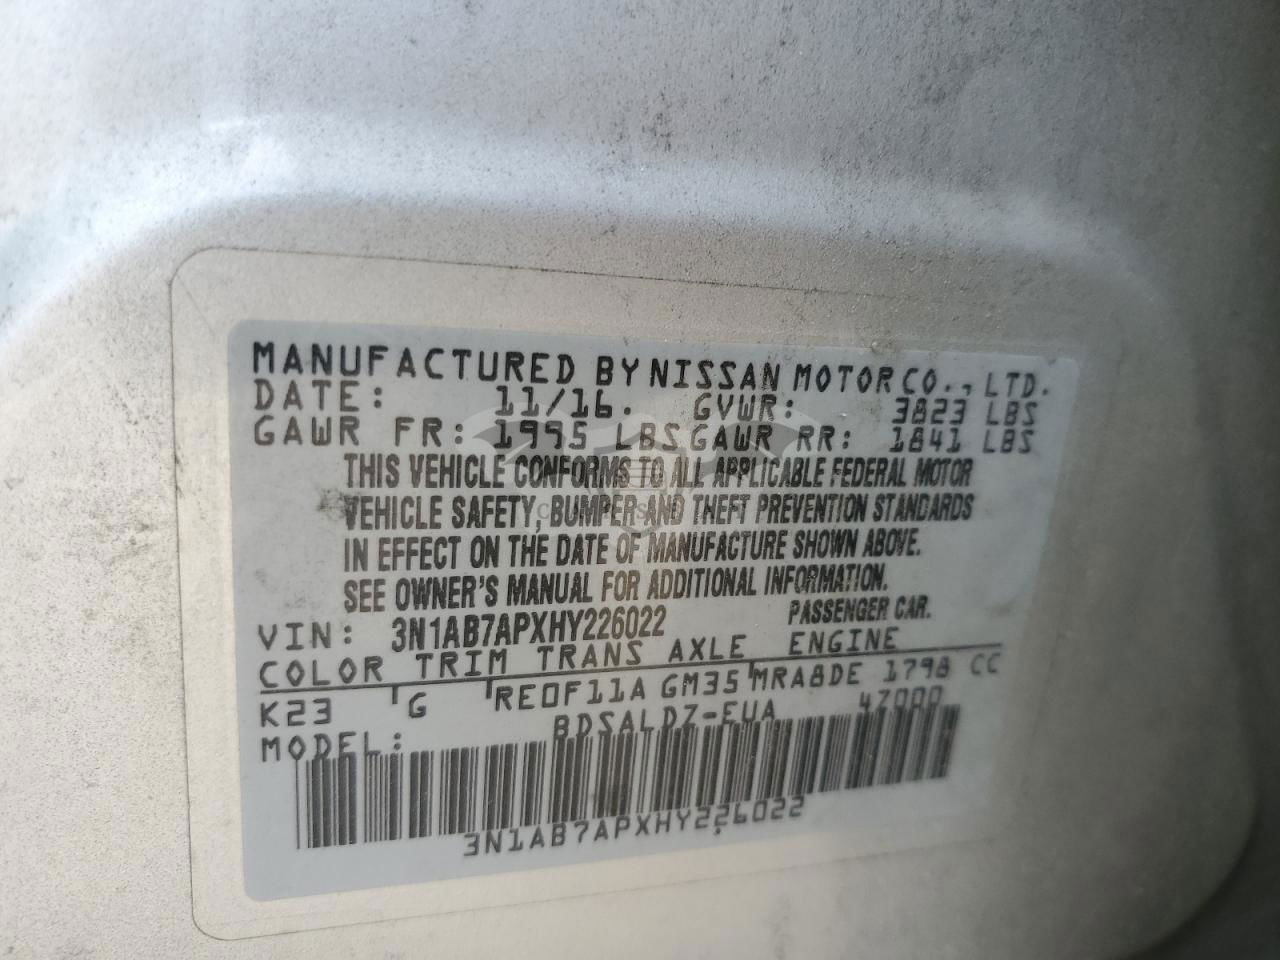 MANUFACTURED BY NISSAN MOTOR CO., LTD.
DATE: 11/16. GVWR: 3823 LBS
GAWR FR: 1995 LBS GAWR RR: 1841 LBS
THIS VEHICLE CONFORMS TO ALL APPLICABLE FEDERAL MOTOR
VEHICLE SAFETY, BUMPER AND THEFT PREVENTION STANDARDS
IN EFFECT ON THE DATE OF MANUFACTURE SHOWN ABOVE.
SEE OWNER'S MANUAL FOR ADDITIONAL INFORMATION.
VIN: 3N1AB7APXHY226022 PASSENGER CAR.
COLOR TRIM TRANS AXLE ENGINE
K23 G RE0F11A GM35 MRA8DE 1798 CC
MODEL: BDSALDZ-EUA 47000
3N1AB7APXHY226022